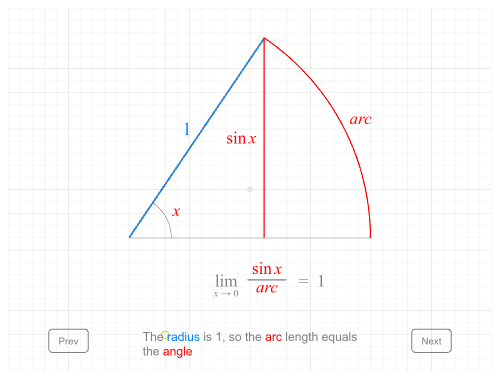 1
sin x
arc
x
lim x → 0 sin x / arc = 1
Prev
The radius is 1, so the arc length equals
the angle
Next